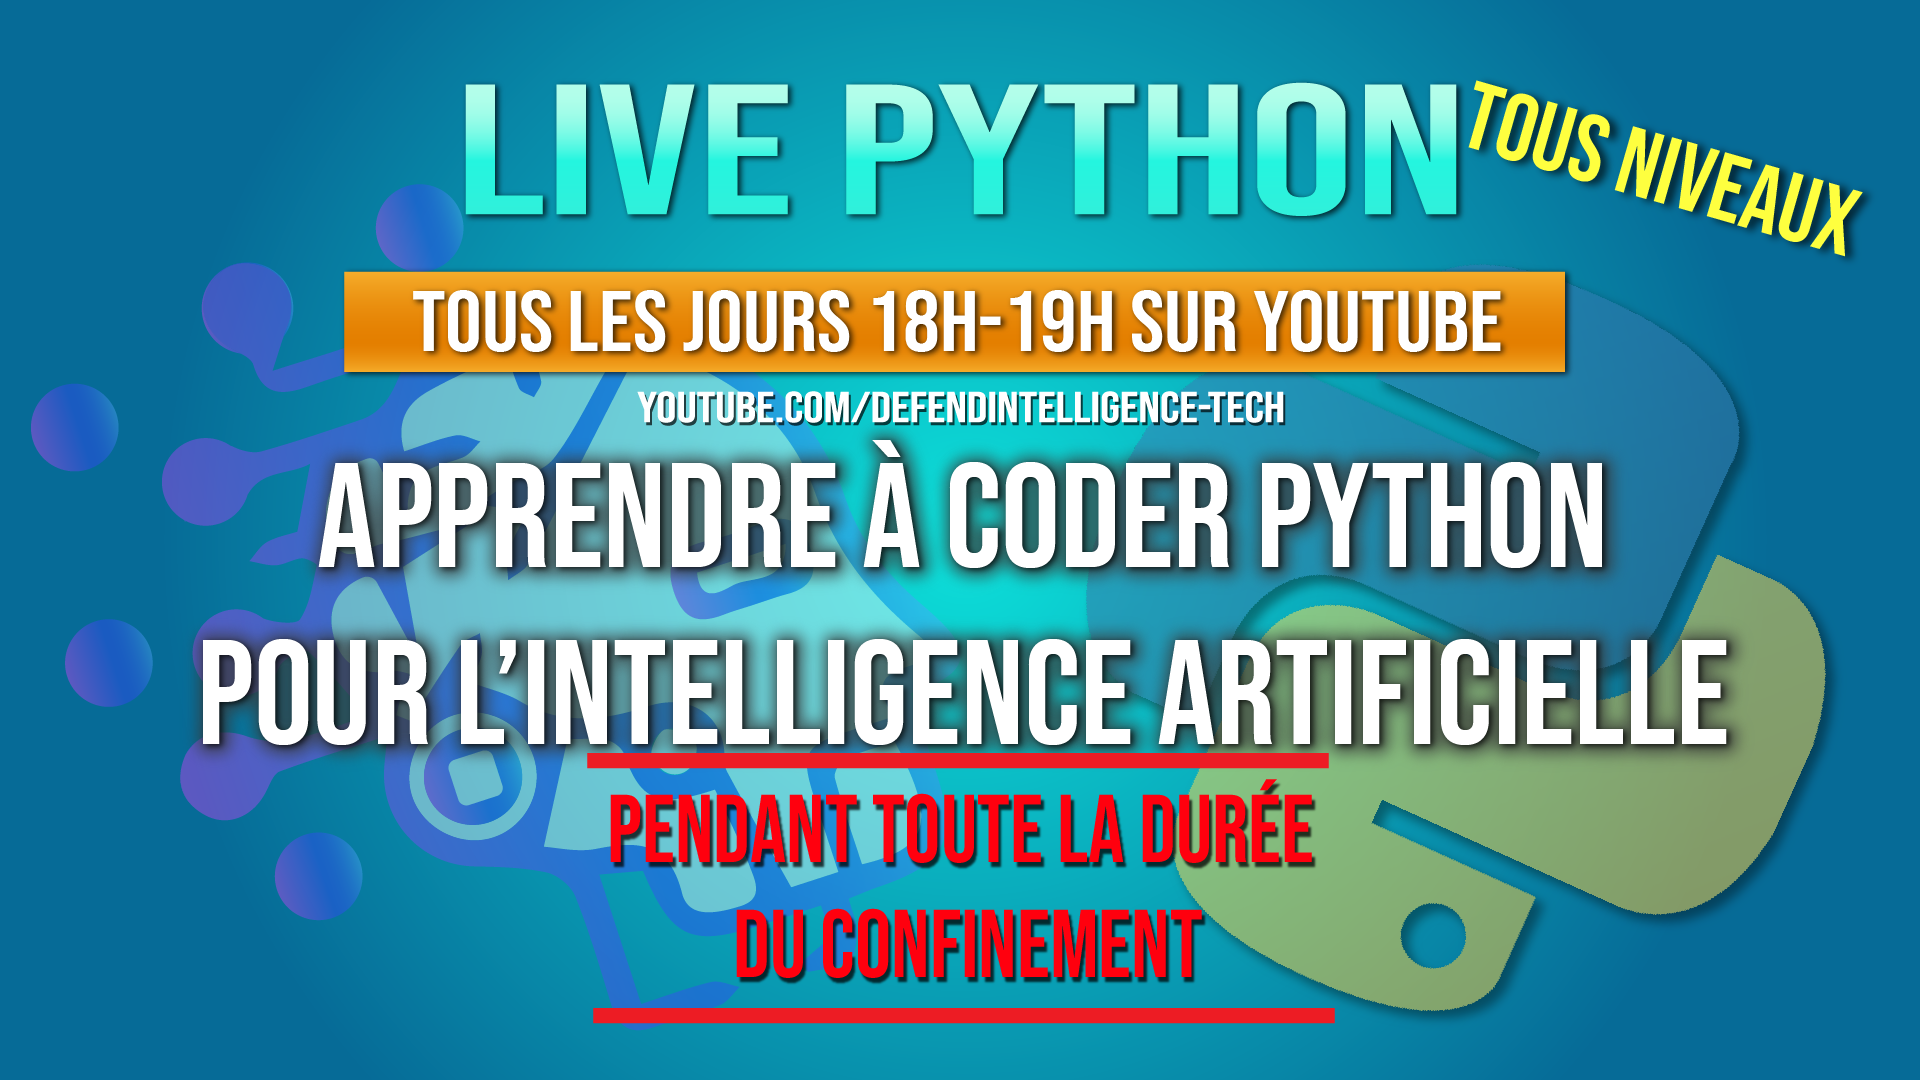 LIVE PYTHON
TOUS NIVEAUX
TOUS LES JOURS 18H-19H SUR YOUTUBE
YOUTUBE.COM/DEFENDINTELLIGENCE-TECH
APPRENDRE À CODER PYTHON
POUR L'INTELLIGENCE ARTIFICIELLE
PENDANT TOUTE LA DURÉE
DU CONFINEMENT